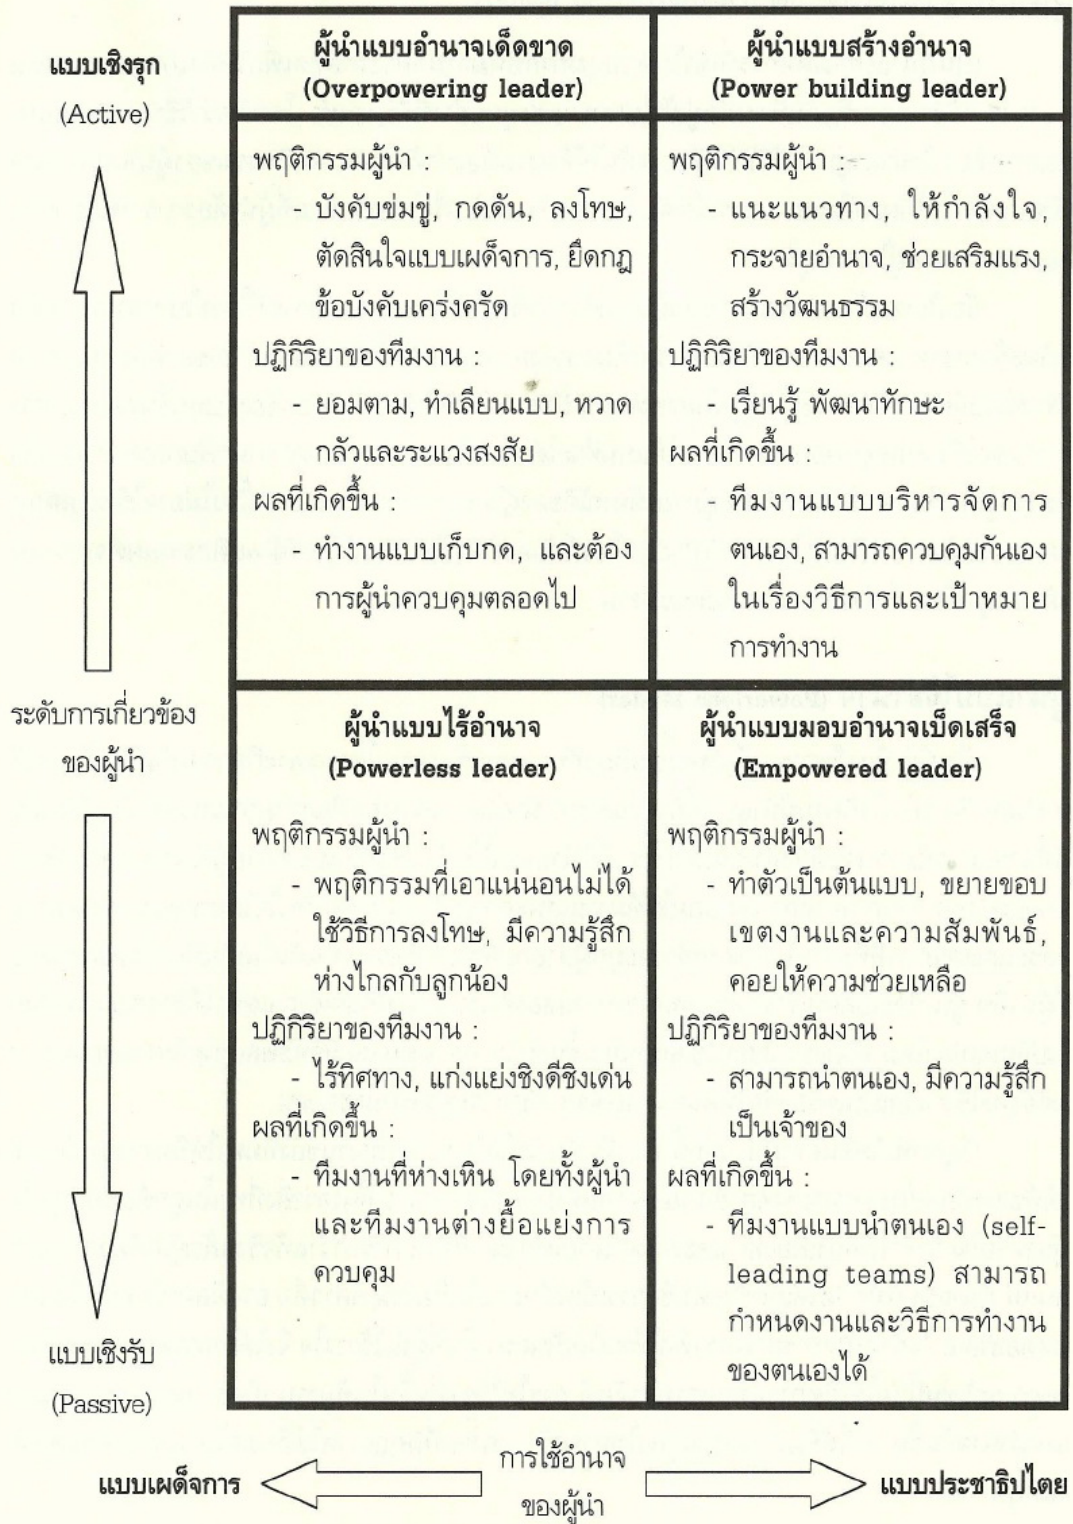 แบบเชิงรุก
(Active)
ระดับการเกี่ยวข้อง
ของผู้นำ
แบบเชิงรับ
(Passive)
ผู้นำแบบอำนาจเด็ดขาด
(Overpowering leader)
พฤติกรรมผู้นำ :
- บังคับข่มขู่, กดดัน, ลงโทษ,
ตัดสินใจแบบเผด็จการ, ยึดกฎ
ข้อบังคับเคร่งครัด
ปฏิกิริยาของทีมงาน :
- ยอมตาม, ทำเลียนแบบ, หวาด
กลัวและระแวงสงสัย
ผลที่เกิดขึ้น :
- ทำงานแบบเก็บกด, และต้อง
การผู้นำควบคุมตลอดไป
ผู้นำแบบสร้างอำนาจ
(Power building leader)
พฤติกรรมผู้นำ :
- แนะแนวทาง, ให้กำลังใจ,
กระจายอำนาจ, ช่วยเสริมแรง,
สร้างวัฒนธรรม
ปฏิกิริยาของทีมงาน :
- เรียนรู้ พัฒนาทักษะ
ผลที่เกิดขึ้น :
- ทีมงานแบบบริหารจัดการ
ตนเอง, สามารถควบคุมกันเอง
ในเรื่องวิธีการและเป้าหมาย
การทำงาน
ผู้นำแบบไร้อำนาจ
(Powerless leader)
พฤติกรรมผู้นำ :
- พฤติกรรมที่เอาแน่นอนไม่ได้
ใช้วิธีการลงโทษ, มีความรู้สึก
ห่างไกลกับลูกน้อง
ปฏิกิริยาของทีมงาน :
- ไร้ทิศทาง, แก่งแย่งชิงดีชิงเด่น
ผลที่เกิดขึ้น :
- ทีมงานที่ห่างเหิน โดยทั้งผู้นำ
และทีมงานต่างยื้อแย่งการ
ควบคุม
ผู้นำแบบมอบอำนาจเบ็ดเสร็จ
(Empowered leader)
พฤติกรรมผู้นำ :
- ทำตัวเป็นต้นแบบ, ขยายขอบ
เขตงานและความสัมพันธ์,
คอยให้ความช่วยเหลือ
ปฏิกิริยาของทีมงาน :
- สามารถนำตนเอง, มีความรู้สึก
เป็นเจ้าของ
ผลที่เกิดขึ้น :
- ทีมงานแบบนำตนเอง (self-
leading teams) สามารถ
กำหนดงานและวิธีการทำงาน
ของตนเองได้
แบบเผด็จการ
การใช้อำนาจ
ของผู้นำ
แบบประชาธิปไตย